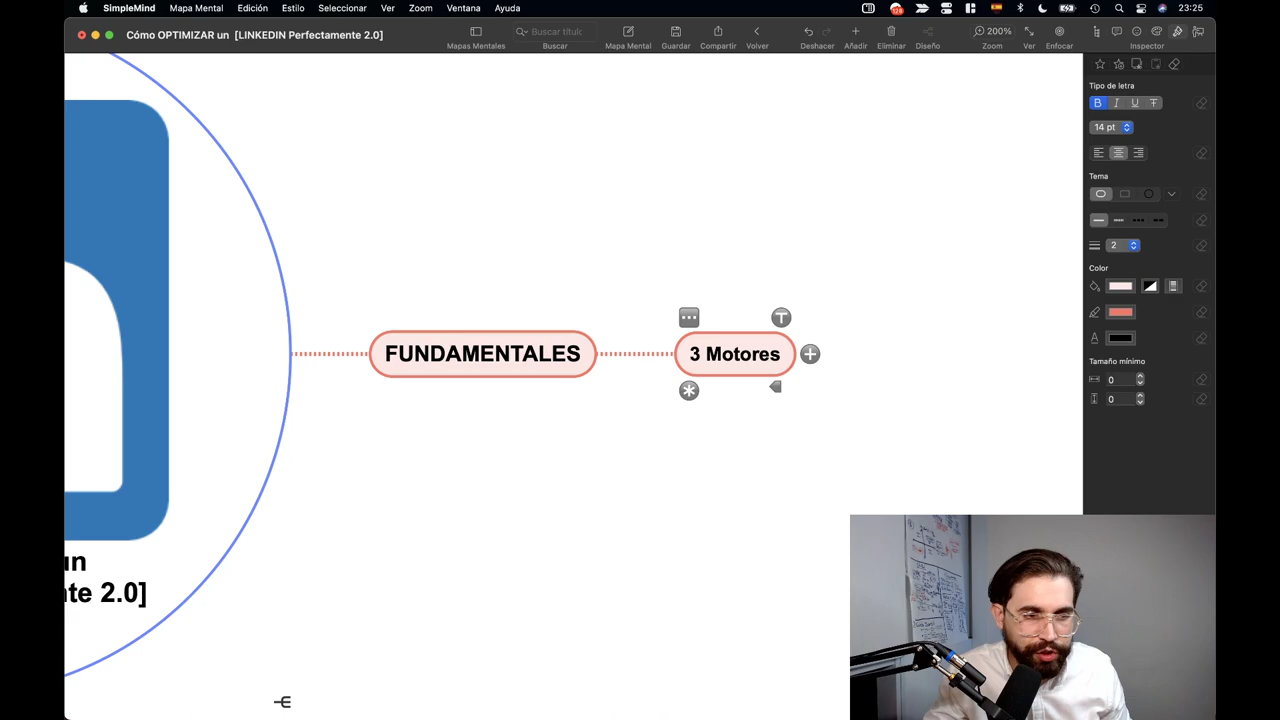 SimpleMind Mapa Mental Edición Estilo Seleccionar Ver Zoom Ventana Ayuda 23:25
Cómo OPTIMIZAR un [LINKEDIN Perfectamente 2.0]
Buscar título
200%
Mapas Mentales Buscar Mapa Mental Guardar Compartir Volver Deshacer Añadir Eliminar Diseño Zoom Ver Enfocar Inspector
Tipo de letra
B I U T
14 pt
Tema
2
Color
A
Tamaño mínimo
0
0
T
FUNDAMENTALES
3 Motores
un
nte 2.0]